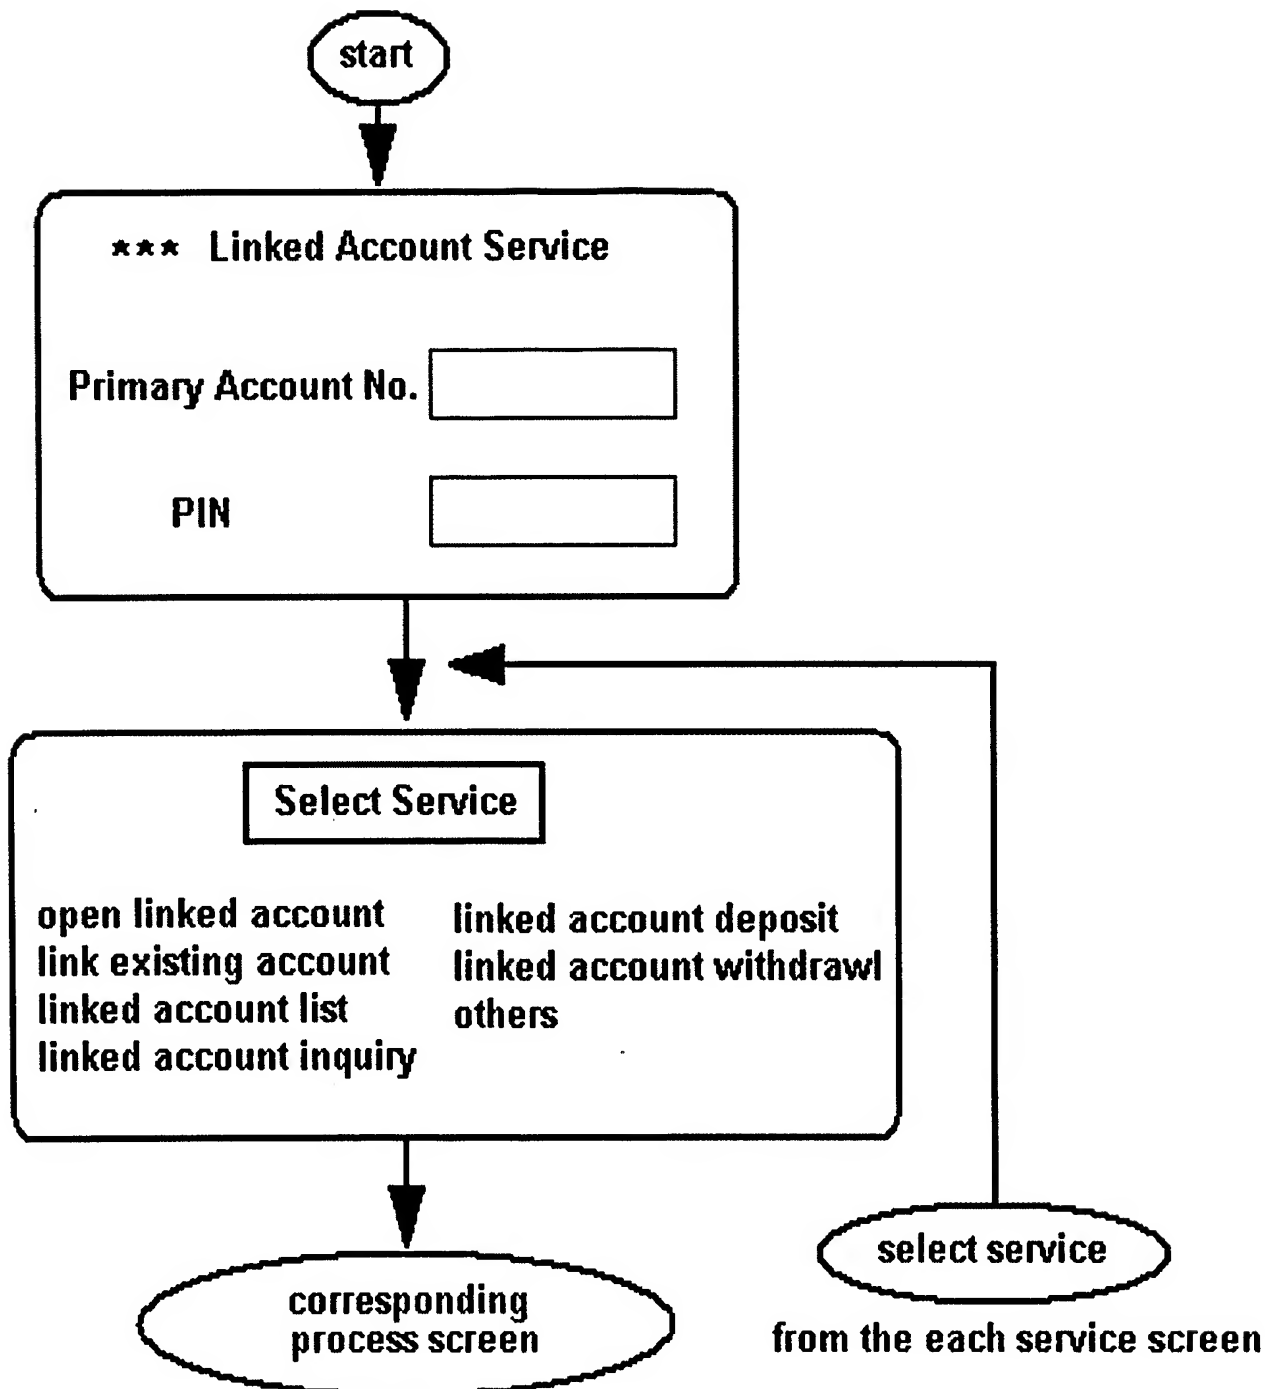 start
*** Linked Account Service
Primary Account No.
PIN
Select Service
open linked account
link existing account
linked account list
linked account inquiry
linked account deposit
linked account withdrawl
others
corresponding
process screen
select service
from the each service screen